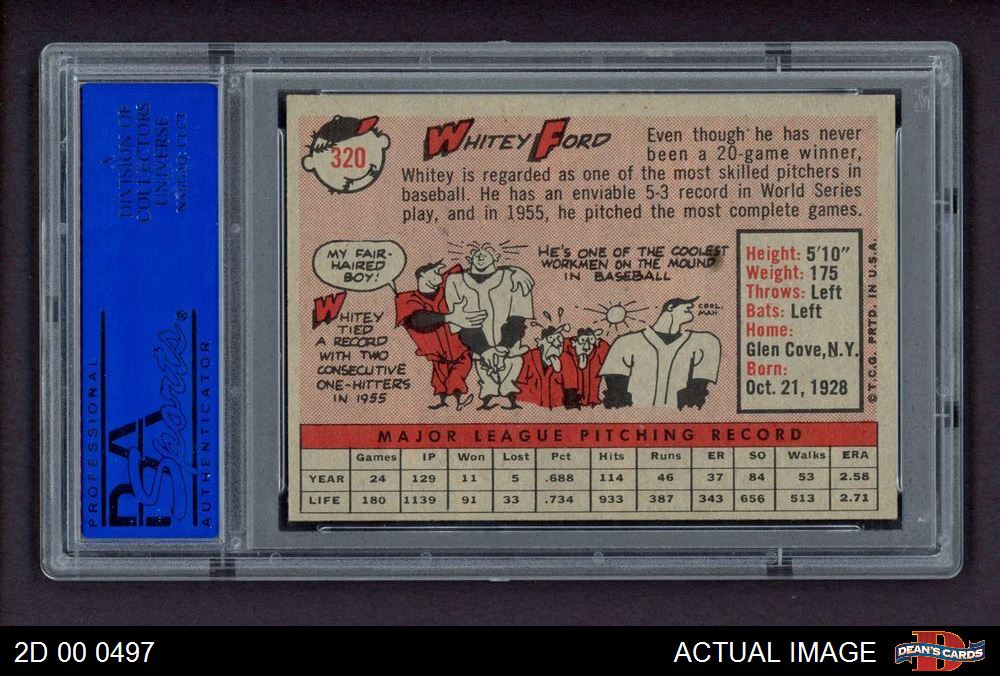 A
DIVISION OF
COLLECTORS
UNIVERSE
NASDAQ: CLCT
PROFESSIONAL
PSA
Sports®
AUTHENTICATOR
320
WHITEY FORD
Even though he has never
been a 20-game winner,
Whitey is regarded as one of the most skilled pitchers in
baseball. He has an enviable 5-3 record in World Series
play, and in 1955, he pitched the most complete games.
MY FAIR-
HAIRED
BOY!
WHITEY
TIED
A RECORD
WITH TWO
CONSECUTIVE
ONE-HITTERS
IN 1955
HE'S ONE OF THE COOLEST
WORKMEN ON THE MOUND
IN BASEBALL
COOL,
MAN.
Height: 5'10"
Weight: 175
Throws: Left
Bats: Left
Home:
Glen Cove, N.Y.
Born:
Oct. 21, 1928
©T.C.G. PRTD. IN U.S.A.
MAJOR LEAGUE PITCHING RECORD
Games IP Won Lost Pct Hits Runs ER SO Walks ERA
YEAR 24 129 11 5 .688 114 46 37 84 53 2.58
LIFE 180 1139 91 33 .734 933 387 343 656 513 2.71
2D 00 0497
ACTUAL IMAGE
D
DEAN'S CARDS